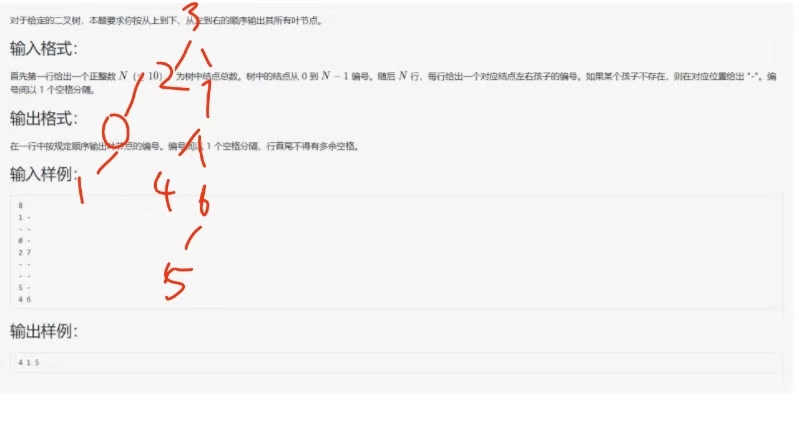 对于给定的二叉树，本题要求你按从上到下、从左到右的顺序输出其所有叶节点。
输入格式：
首先第一行给出一个正整数 N（≤ 10），为树中结点总数。树中的结点从 0 到 N − 1 编号。随后 N 行，每行给出一个对应结点左右孩子的编号。如果某个孩子不存在，则在对应位置给出 "-"。编
号间以 1 个空格分隔。
输出格式：
在一行中按规定顺序输出叶节点的编号。编号间以 1 个空格分隔，行首尾不得有多余空格。
输入样例：
8
1 -
- -
0 -
2 7
- -
- -
5 -
4 6
输出样例：
4 1 5
3
2 7
0
1 4 6
5